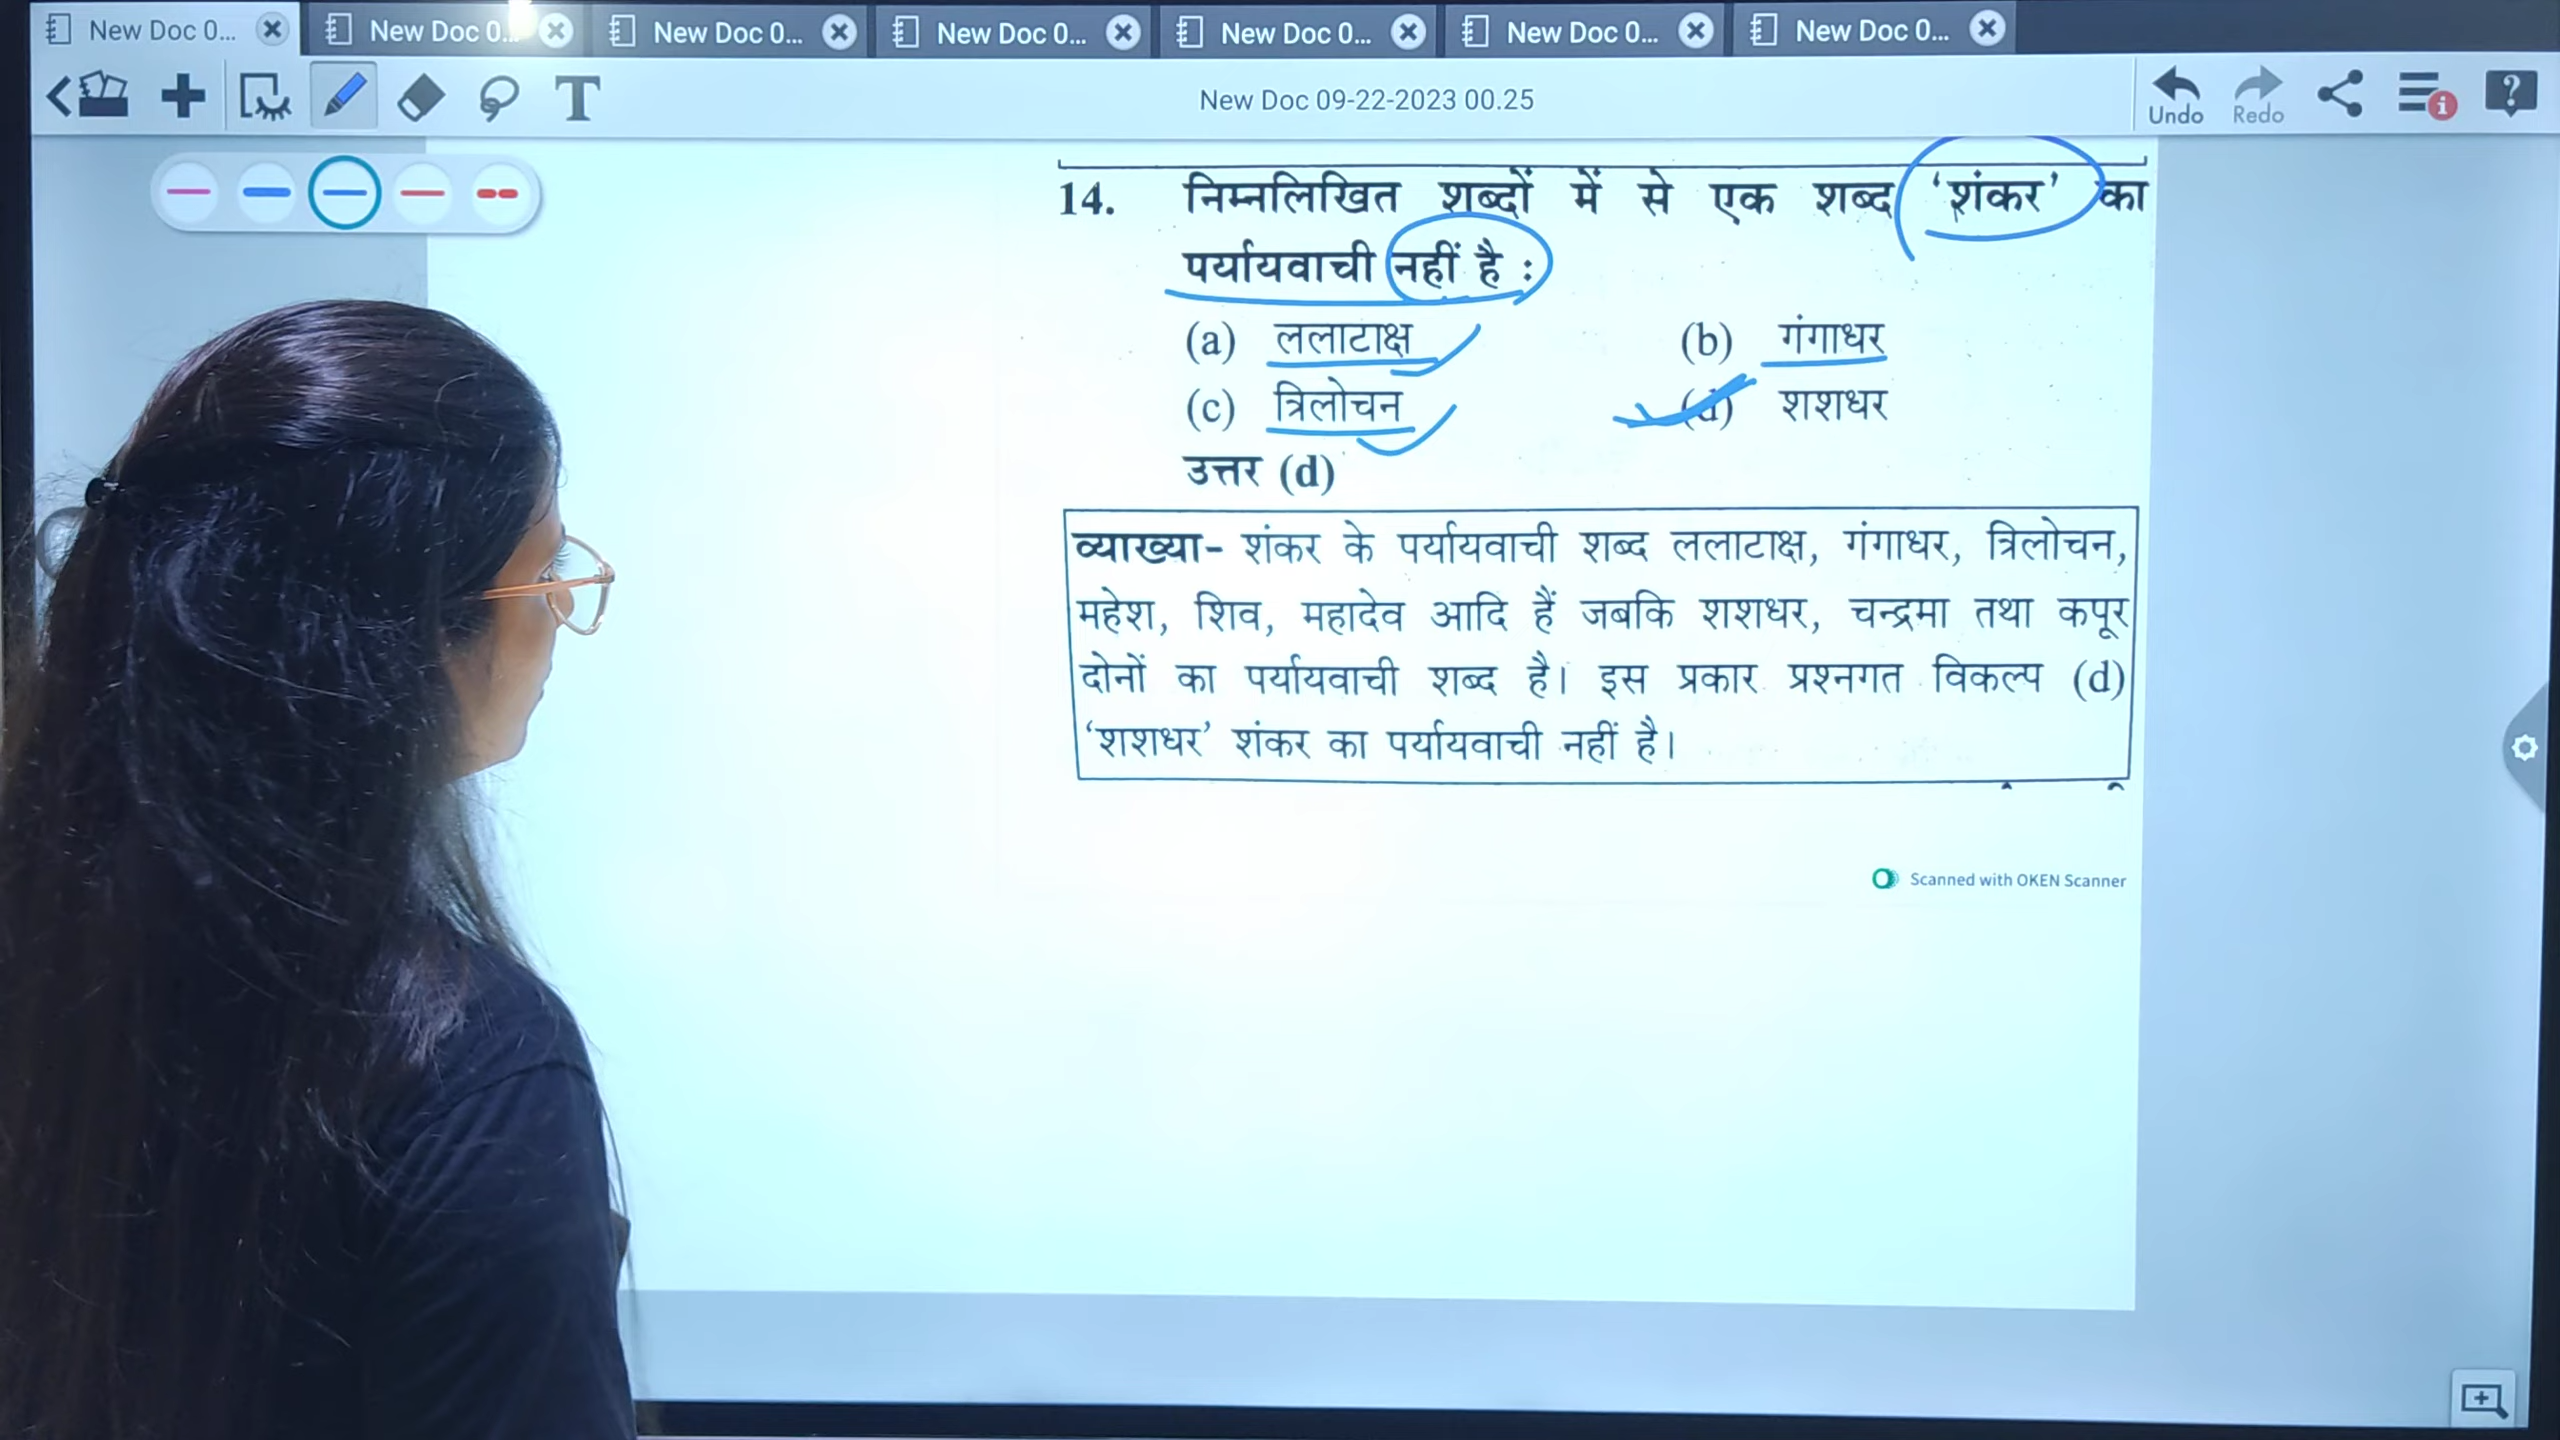 New Doc 0... New Doc 0... New Doc 0... New Doc 0... New Doc 0... New Doc 0... New Doc 0...
T New Doc 09-22-2023 00.25 Undo Redo
14. निम्नलिखित शब्दों में से एक शब्द 'शंकर' का
पर्यायवाची नहीं है :
(a) ललाटाक्ष (b) गंगाधर
(c) त्रिलोचन (d) शशधर
उत्तर (d)
व्याख्या- शंकर के पर्यायवाची शब्द ललाटाक्ष, गंगाधर, त्रिलोचन,
महेश, शिव, महादेव आदि हैं जबकि शशधर, चन्द्रमा तथा कपूर
दोनों का पर्यायवाची शब्द है। इस प्रकार प्रश्नगत विकल्प (d)
'शशधर' शंकर का पर्यायवाची नहीं है।
Scanned with OKEN Scanner